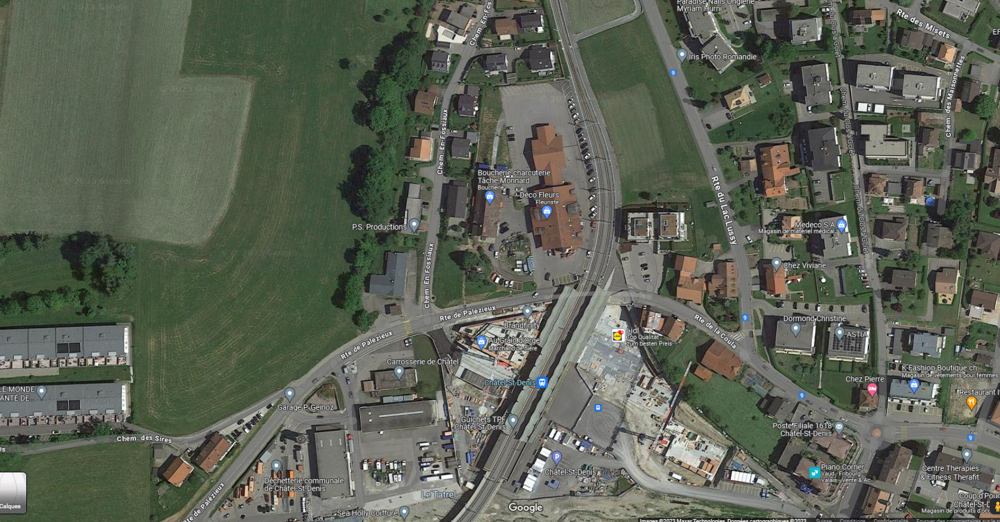 Paradise Nails Onglerie
Myriam Hurni
Chem. En-Fossiaux
Chem. du Clos à Golet
Rte des Misets
Iris Photo Romandie
9
Chem. des Maisonnettes
Chem. du Clos à Golet
Chem. En-Fossiaux
Boucherie-charcuterie
Tâche-Monnard
Boucherie
Déco Fleurs
Fleuriste
Rte du Lac Lussy
Chem. du Clos à Golet
P.S. Productions
Medeco S.A
Magasin de matériel médical
Chem. En-Fossiaux
Chez Viviane
Rte de Palézieux
Brandfinity
Rte de la Coula
9
Dormond Christine
ASTIA
Lidl
Top Qualität
zum besten Preis
Au Grain d'Orge
Marchand de bière
Rte de Palézieux
Carrosserie de Châtel
Châtel-St-Denis
K-Fashion-Boutique.ch
Magasin de vêtements pour femmes
Chez Pierre
LE MONDE
ANTÉ DE...
Restaurant
9
Garage P. Geinoz
Guichets TPF
Châtel-St-Denis
Poste Filiale 1618
Châtel-St-Denis
Chem. des Sires
9
P
Châtel-St-Denis
Piano Corner
Vaud - Fribourg -
Valais - Vente & Ac...
Centre Therapies
& Fitness Therafit
Déchetterie communale
de Châtel-St-Denis
Le Tatrel
Rte de Palézieux
Calques
Google
Sea Holly Coiffure
Coup d'Pouc
Châtel-St-D
Magasin de produits d'occ
Images ©2023 Maxar Technologies, Données cartographiques ©2023
Suisse
Conditions
Confidentialité
Envoyer des commentaires sur le